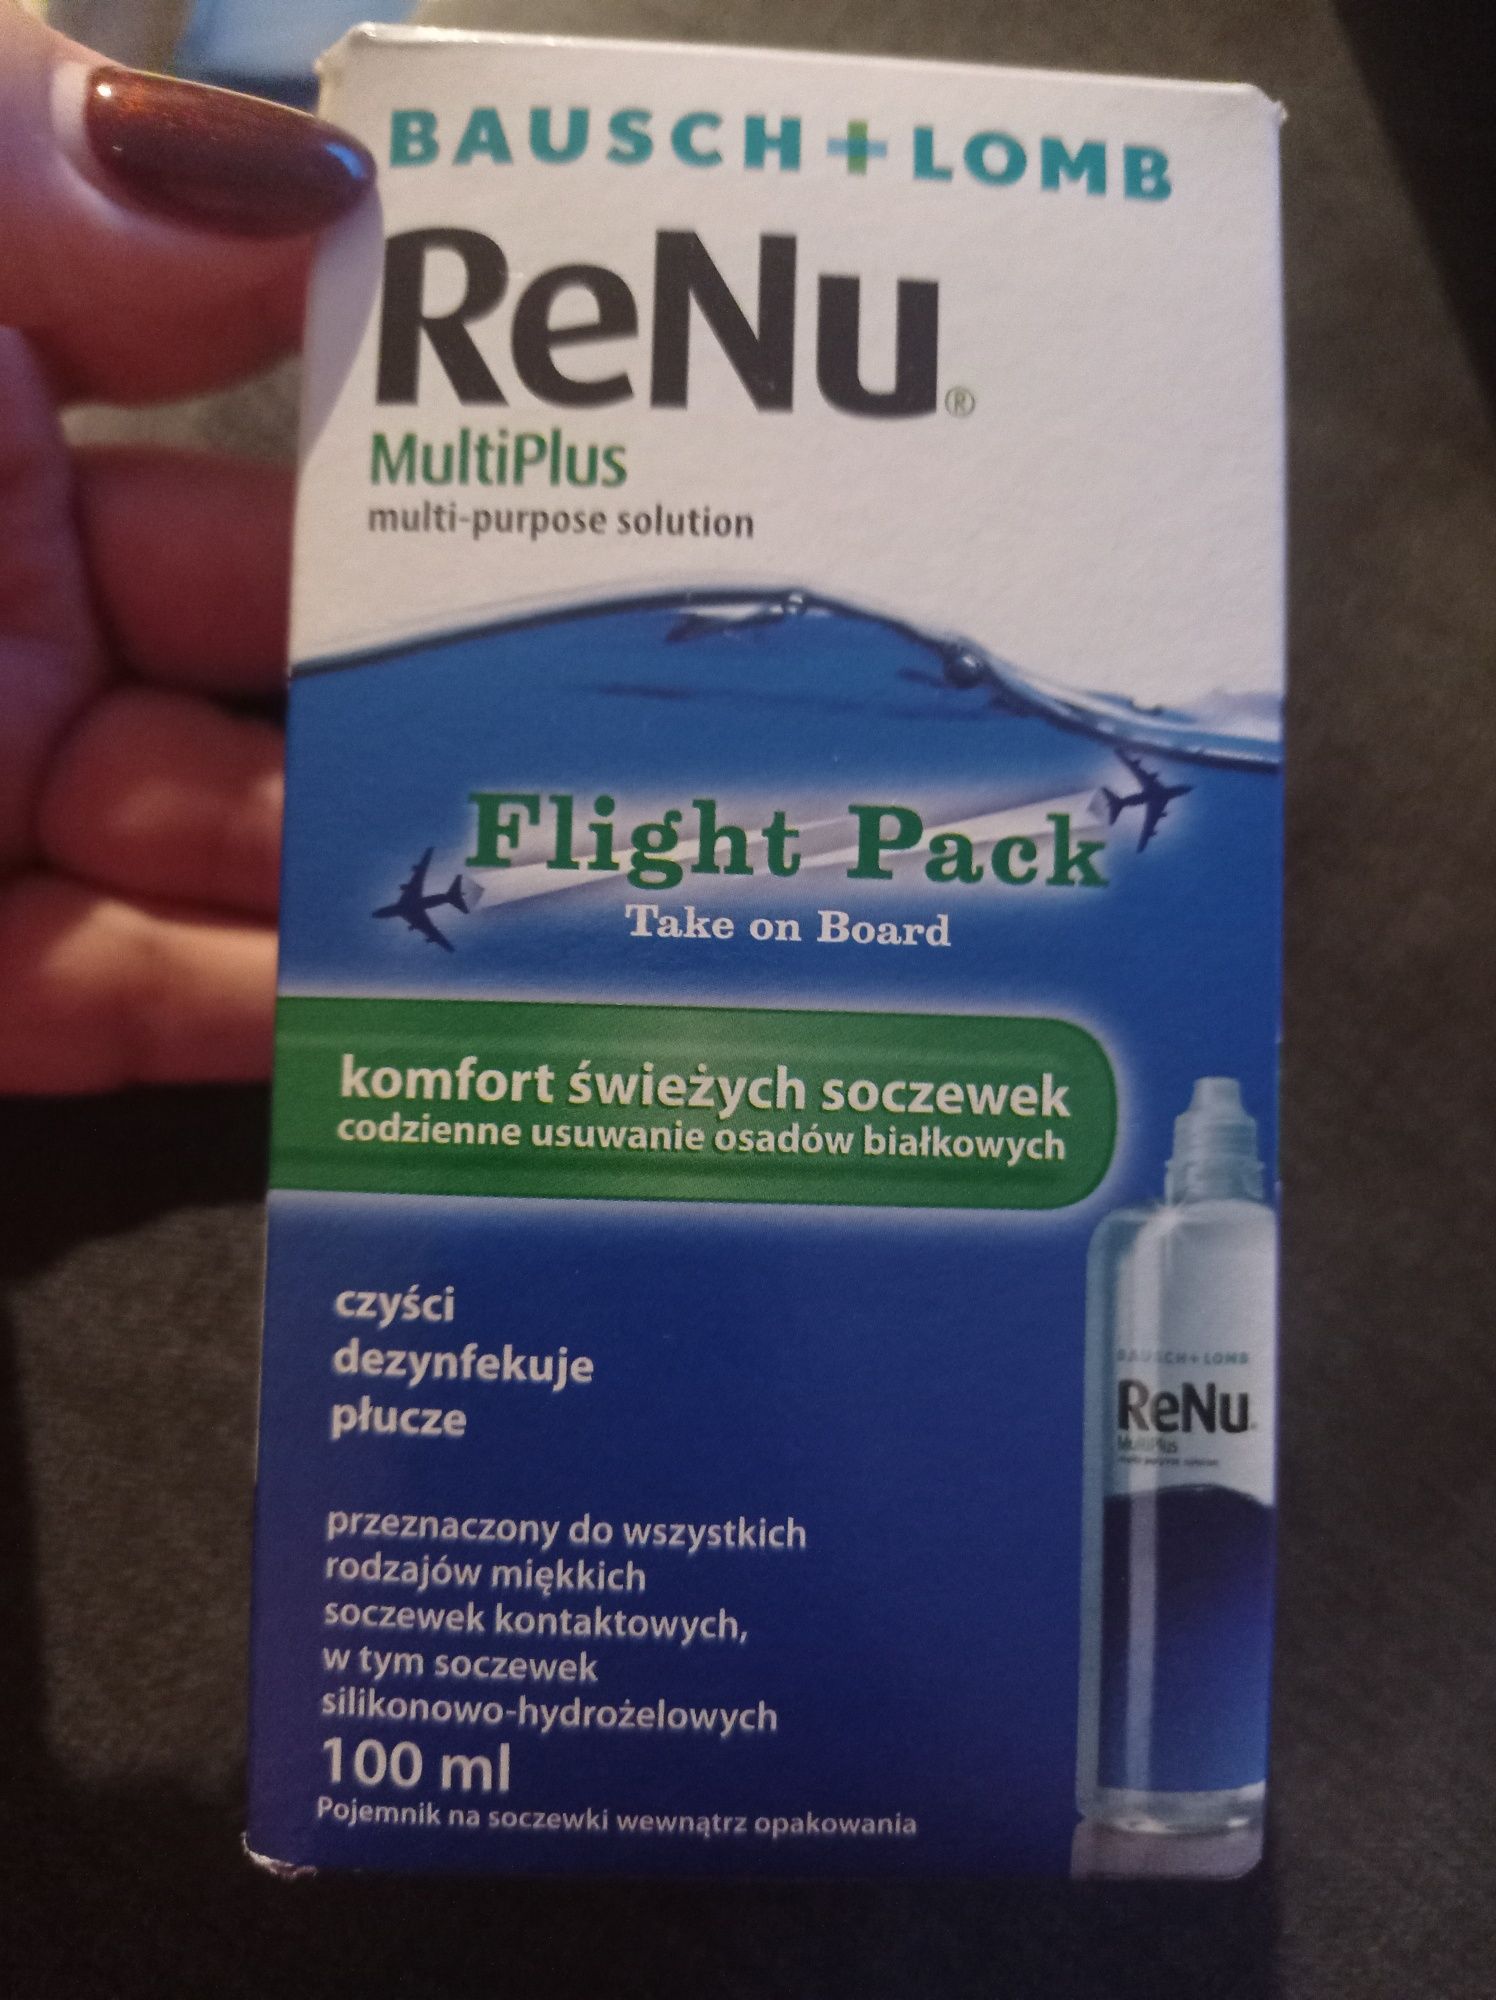 BAUSCH + LOMB
ReNu®
MultiPlus
multi-purpose solution
Flight Pack
Take on Board
komfort świeżych soczewek
codzienne usuwanie osadów białkowych
czyści
dezynfekuje
płucze
przeznaczony do wszystkich
rodzajów miękkich
soczewek kontaktowych,
w tym soczewek
silikonowo-hydrożelowych
100 ml
Pojemnik na soczewki wewnątrz opakowania
BAUSCH + LOMB
ReNu
MultiPlus